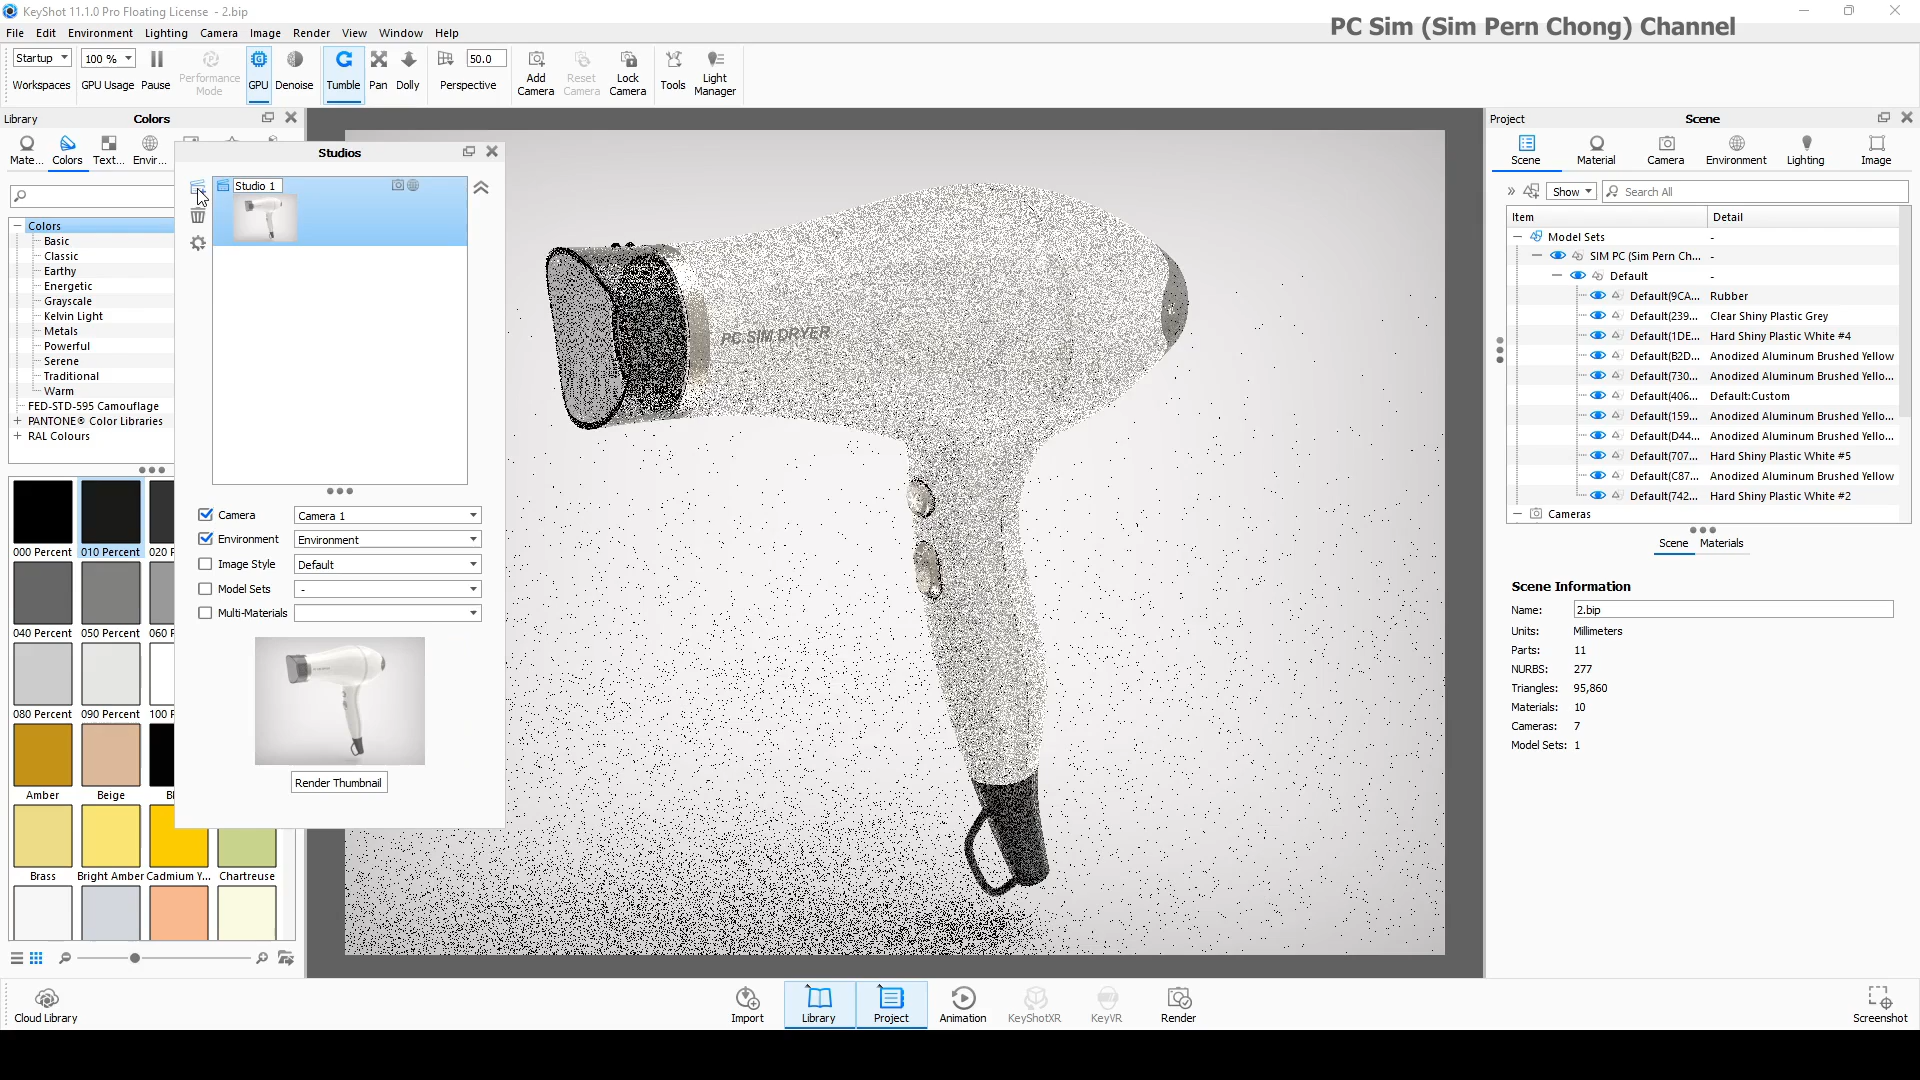 KeyShot 11.1.0 Pro Floating License - 2.bip
PC Sim (Sim Pern Chong) Channel
File Edit Environment Lighting Camera Image Render View Window Help
Startup
100 %
50.0
Workspaces
GPU Usage
Pause
Performance Mode
GPU
Denoise
Tumble
Pan
Dolly
Perspective
Add Camera
Reset Camera
Lock Camera
Tools
Light Manager
Library
Colors
Mate...
Colors
Text...
Envir...
Colors
Basic
Classic
Earthy
Energetic
Grayscale
Kelvin Light
Metals
Powerful
Serene
Traditional
Warm
FED-STD-595 Camouflage
PANTONE® Color Libraries
RAL Colours
000 Percent
010 Percent
020 P
040 Percent
050 Percent
060 P
080 Percent
090 Percent
100 P
Amber
Beige
Bl
Brass
Bright Amber
Cadmium Y...
Chartreuse
Studios
Studio 1
Camera
Camera 1
Environment
Environment
Image Style
Default
Model Sets
-
Multi-Materials
Render Thumbnail
PC SIM DRYER
Project
Scene
Scene
Material
Camera
Environment
Lighting
Image
Show
Search All
Item
Detail
Model Sets -
SIM PC (Sim Pern Ch... -
Default -
Default(9CA... Rubber
Default(239... Clear Shiny Plastic Grey
Default(1DE... Hard Shiny Plastic White #4
Default(B2D... Anodized Aluminum Brushed Yellow
Default(730... Anodized Aluminum Brushed Yello...
Default(406... Default:Custom
Default(159... Anodized Aluminum Brushed Yello...
Default(D44... Anodized Aluminum Brushed Yello...
Default(707... Hard Shiny Plastic White #5
Default(C87... Anodized Aluminum Brushed Yellow
Default(742... Hard Shiny Plastic White #2
Cameras
Scene
Materials
Scene Information
Name: 2.bip
Units: Millimeters
Parts: 11
NURBS: 277
Triangles: 95,860
Materials: 10
Cameras: 7
Model Sets: 1
Cloud Library
Import
Library
Project
Animation
KeyShotXR
KeyVR
Render
Screenshot